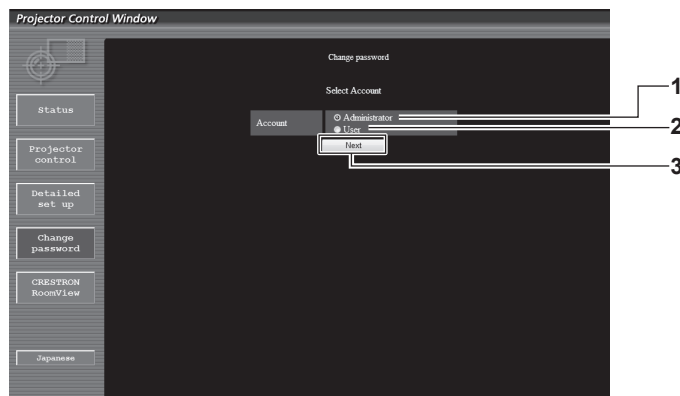 Projector Control Window
Change password
Select Account
Account
Administrator
User
Next
1
2
3
Status
Projector
control
Detailed
set up
Change
password
CRESTRON
RoomView
Japanese